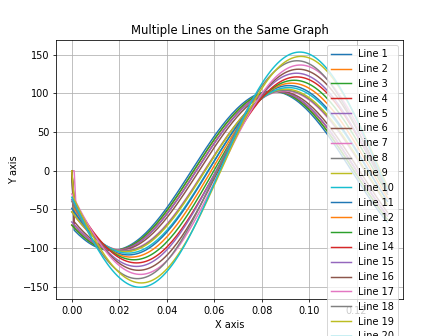 Multiple Lines on the Same Graph
Y axis
150
100
50
0
−50
−100
−150
0.00
0.02
0.04
0.06
0.08
0.10
X axis
Line 1
Line 2
Line 3
Line 4
Line 5
Line 6
Line 7
Line 8
Line 9
Line 10
Line 11
Line 12
Line 13
Line 14
Line 15
Line 16
Line 17
Line 18
Line 19
Line 20